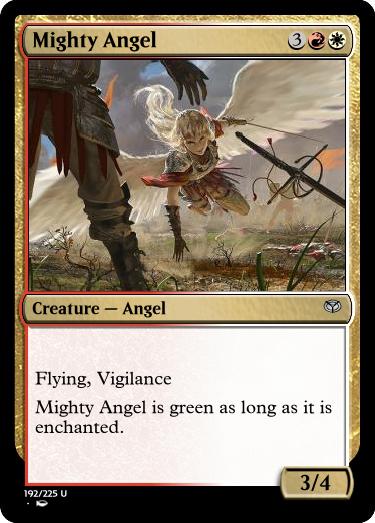 Mighty Angel 3
Creature — Angel
Flying, Vigilance
Mighty Angel is green as long as it is
enchanted.
3/4
192/225 U